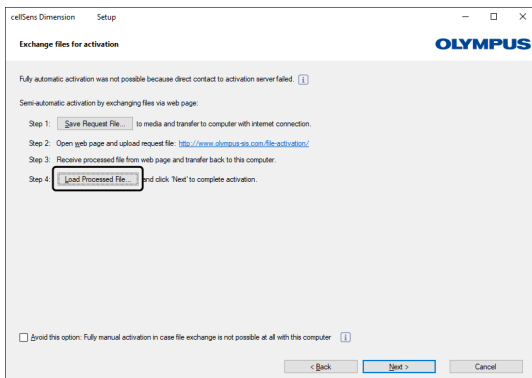 cellSens Dimension Setup
Exchange files for activation
OLYMPUS
Fully automatic activation was not possible because direct contact to activation server failed. i
Semi-automatic activation by exchanging files via web page:
Step 1: Save Request File... to media and transfer to computer with internet connection.
Step 2: Open web page and upload request file: http://www.olympus-sis.com/file-activation/
Step 3: Receive processed file from web page and transfer back to this computer.
Step 4: Load Processed File... and click 'Next' to complete activation.
Avoid this option: Fully manual activation in case file exchange is not possible at all with this computer i
< Back Next > Cancel